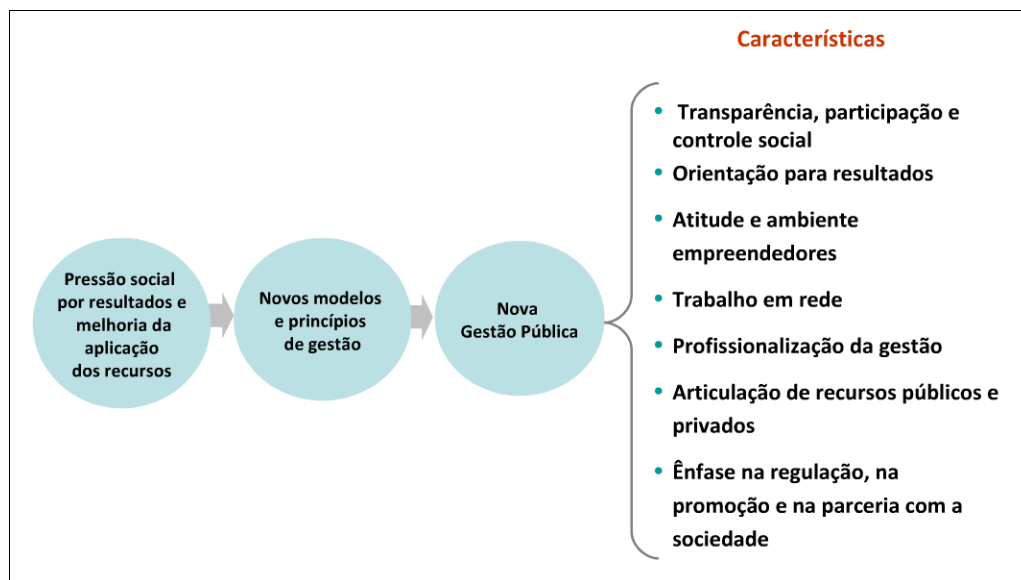 Características
Pressão social
por resultados e
melhoria da
aplicação
dos recursos
Novos modelos
e princípios
de gestão
Nova
Gestão Pública
• Transparência, participação e
controle social
• Orientação para resultados
• Atitude e ambiente
empreendedores
• Trabalho em rede
• Profissionalização da gestão
• Articulação de recursos públicos e
privados
• Ênfase na regulação, na
promoção e na parceria com a
sociedade